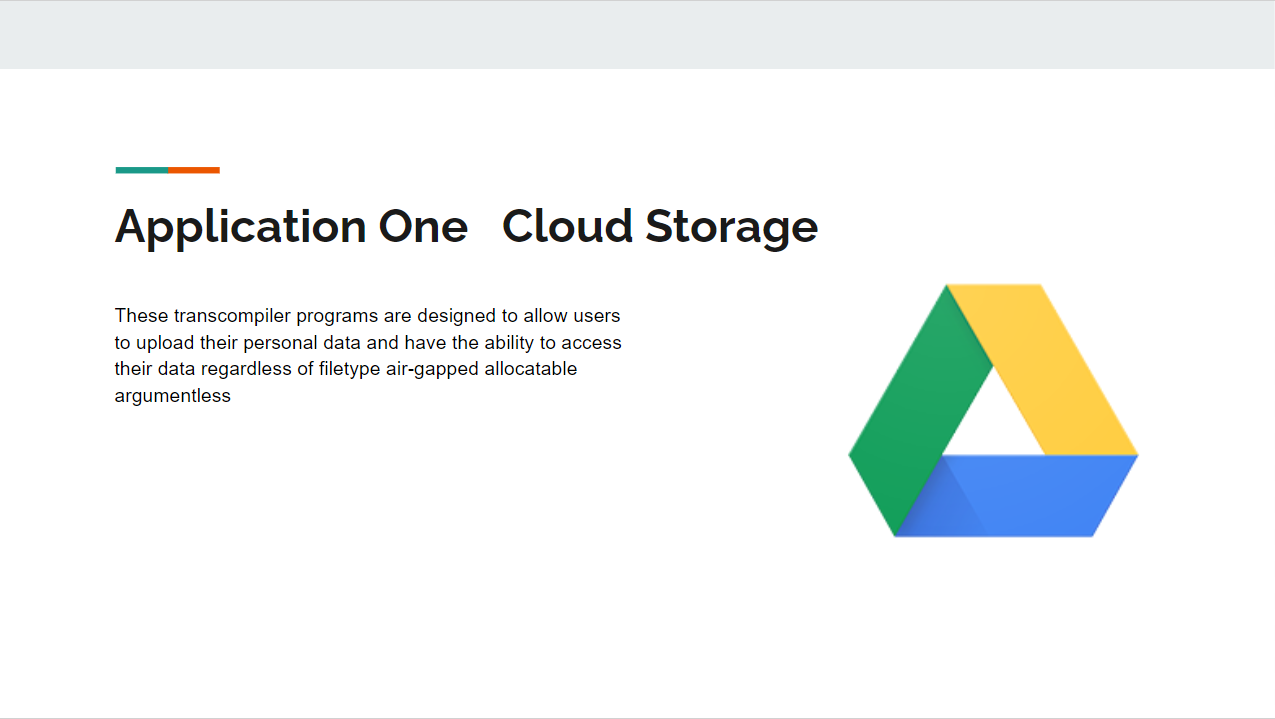 Application One   Cloud Storage
These transcompiler programs are designed to allow users
to upload their personal data and have the ability to access
their data regardless of filetype air-gapped allocatable
argumentless